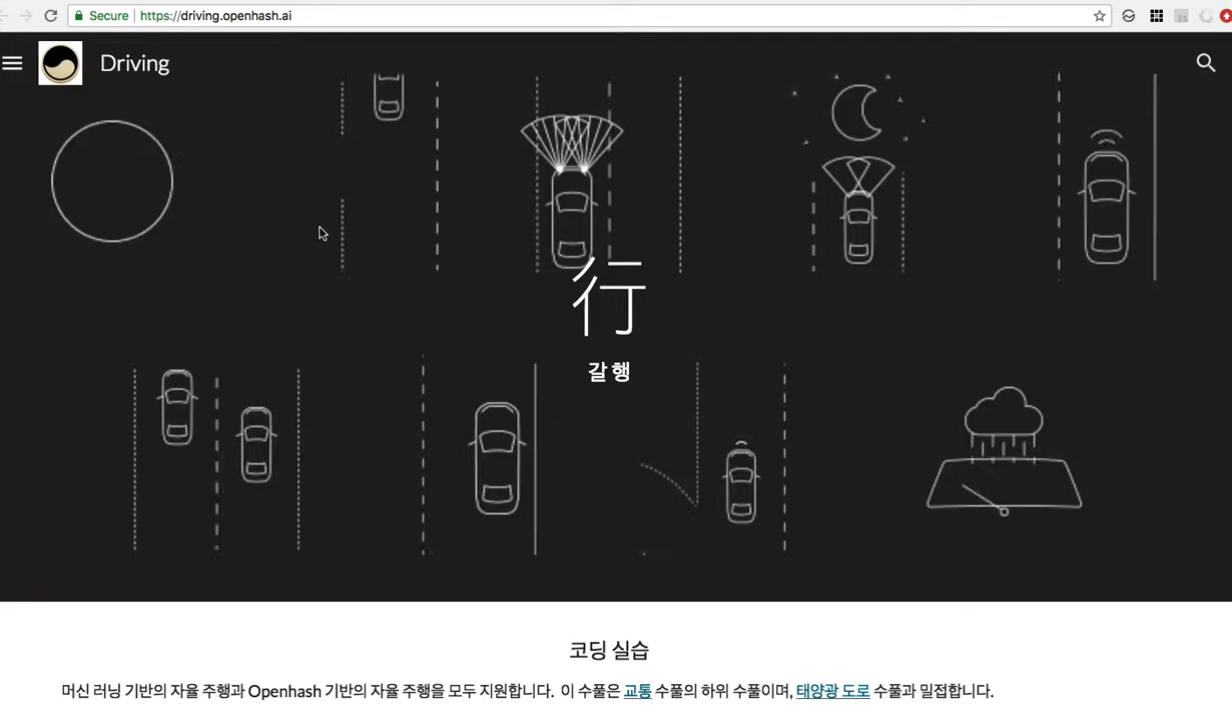 Secure https://driving.openhash.ai
Driving
行
갈 행
코딩 실습
머신 러닝 기반의 자율 주행과 Openhash 기반의 자율 주행을 모두 지원합니다. 이 수풀은 교통 수풀의 하위 수풀이며, 태양광 도로 수풀과 밀접합니다.